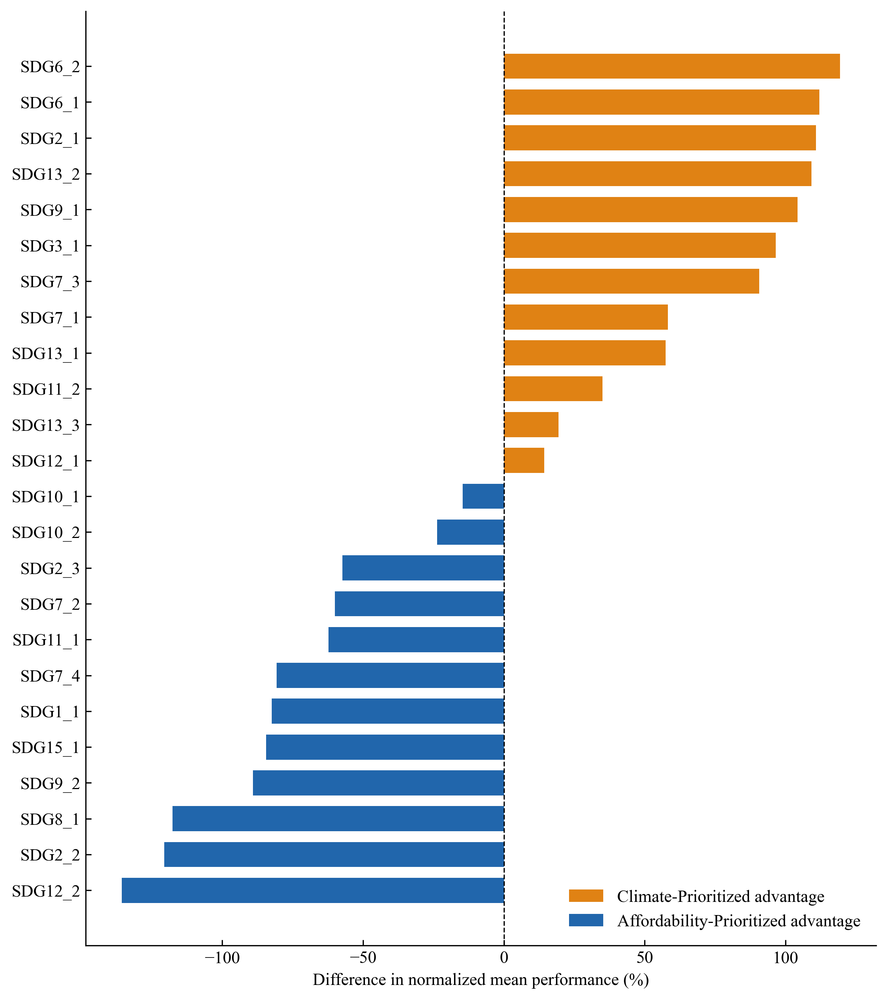 SDG6_2
SDG6_1
SDG2_1
SDG13_2
SDG9_1
SDG3_1
SDG7_3
SDG7_1
SDG13_1
SDG11_2
SDG13_3
SDG12_1
SDG10_1
SDG10_2
SDG2_3
SDG7_2
SDG11_1
SDG7_4
SDG1_1
SDG15_1
SDG9_2
SDG8_1
SDG2_2
SDG12_2
Climate-Prioritized advantage
Affordability-Prioritized advantage
−100 −50 0 50 100
Difference in normalized mean performance (%)